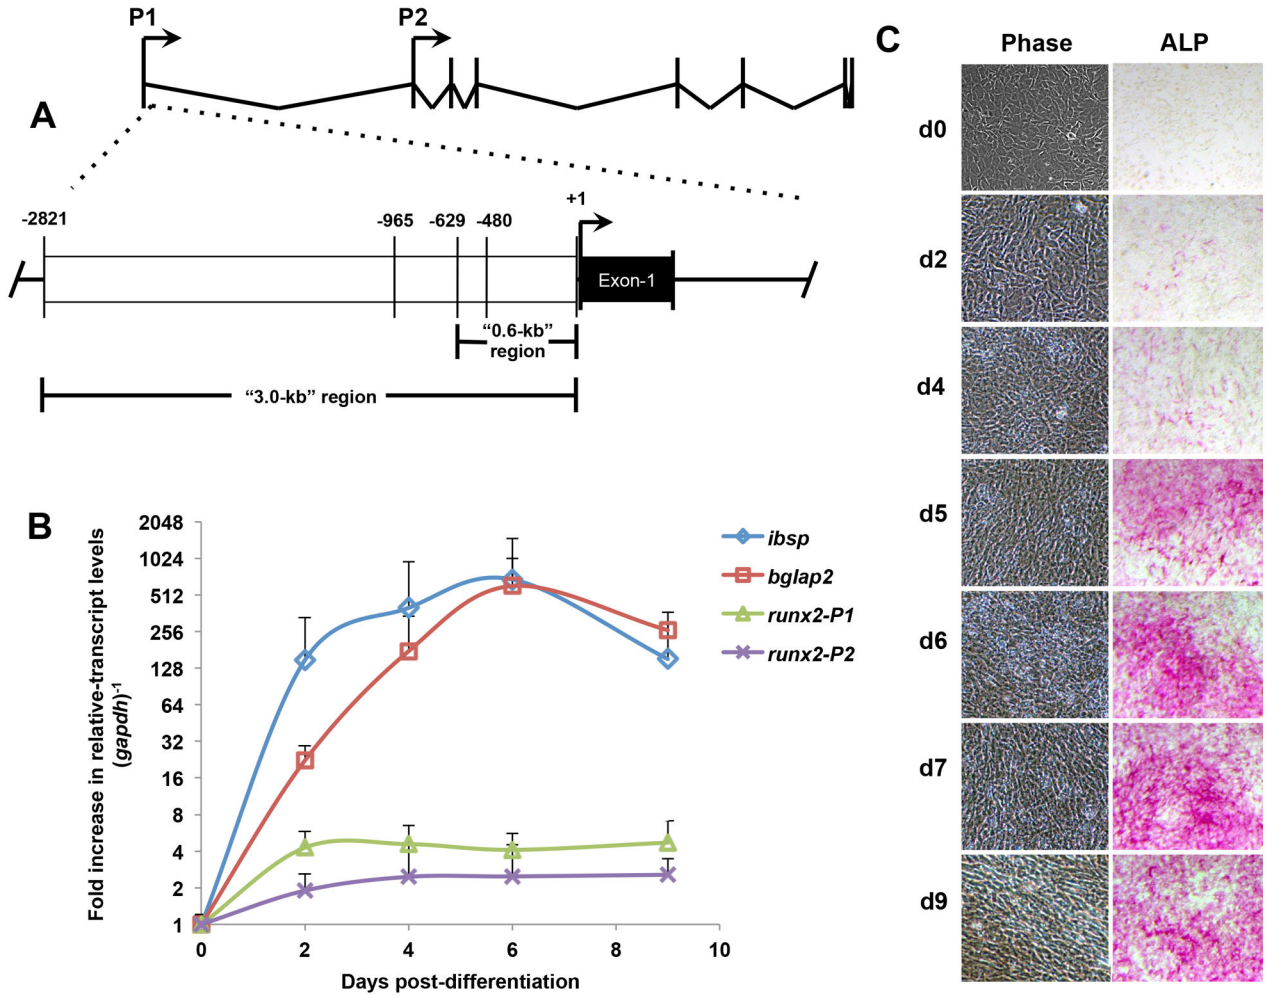 P1
P2
A
-2821
-965
-629
-480
+1
Exon-1
“0.6-kb”
region
“3.0-kb” region
B
Fold increase in relative-transcript levels
(gapdh)-1
2048
1024
512
256
128
64
32
16
8
4
2
1
0
2
4
6
8
10
Days post-differentiation
ibsp
bglap2
runx2-P1
runx2-P2
C
Phase
ALP
d0
d2
d4
d5
d6
d7
d9